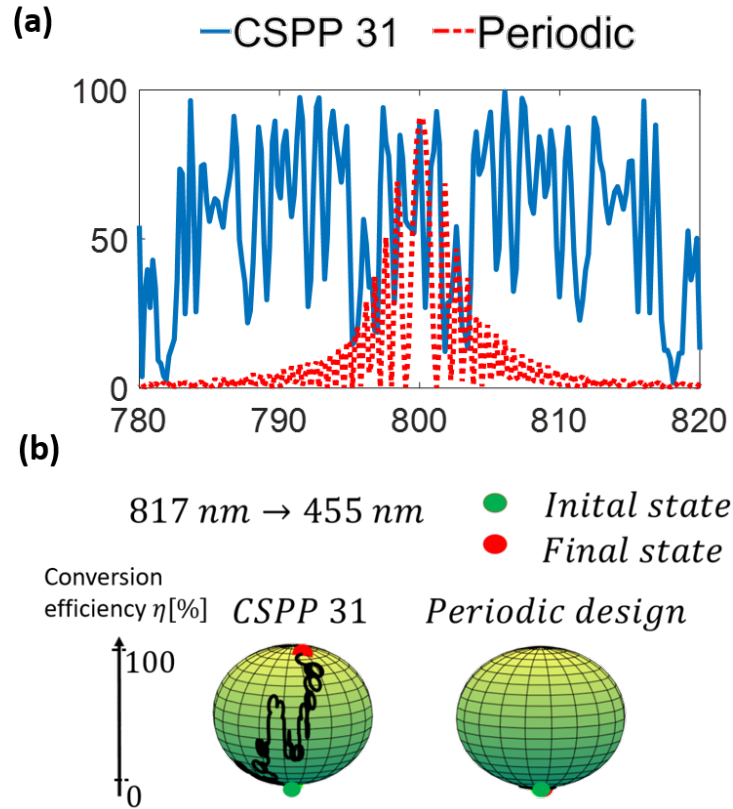 (a)
CSPP 31 Periodic
100
50
0
780 790 800 810 820
(b)
817 nm → 455 nm
Inital state
Final state
Conversion
efficiency η[%]
CSPP 31 Periodic design
100
0